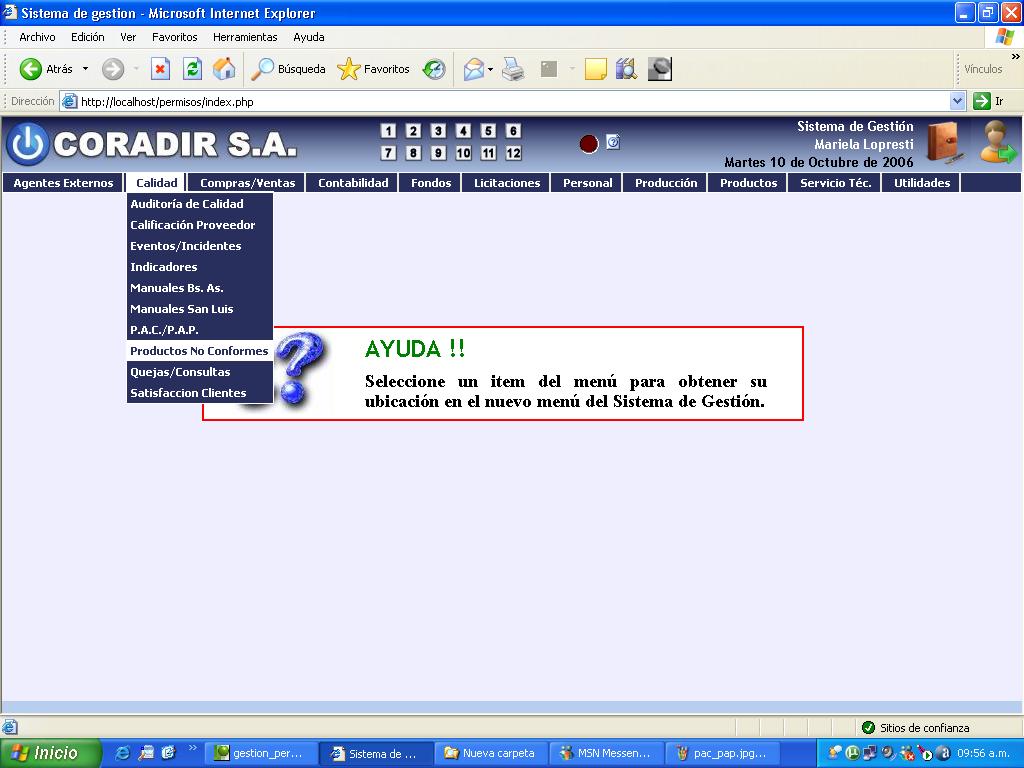 Sistema de gestion - Microsoft Internet Explorer
Archivo Edición Ver Favoritos Herramientas Ayuda
Atrás Búsqueda Favoritos Vínculos »
Dirección http://localhost/permisos/index.php Ir
CORADIR S.A.
1 2 3 4 5 6
7 8 9 10 11 12
Sistema de Gestión
Mariela Lopresti
Martes 10 de Octubre de 2006
Agentes Externos Calidad Compras/Ventas Contabilidad Fondos Licitaciones Personal Producción Productos Servicio Téc. Utilidades
Auditoría de Calidad
Calificación Proveedor
Eventos/Incidentes
Indicadores
Manuales Bs. As.
Manuales San Luis
P.A.C./P.A.P.
Productos No Conformes
Quejas/Consultas
Satisfaccion Clientes
AYUDA !!
Seleccione un item del menú para obtener su
ubicación en el nuevo menú del Sistema de Gestión.
Sitios de confianza
Inicio » gestion_per... Sistema de ... Nueva carpeta MSN Messen... pac_pap.jpg... 09:56 a.m.